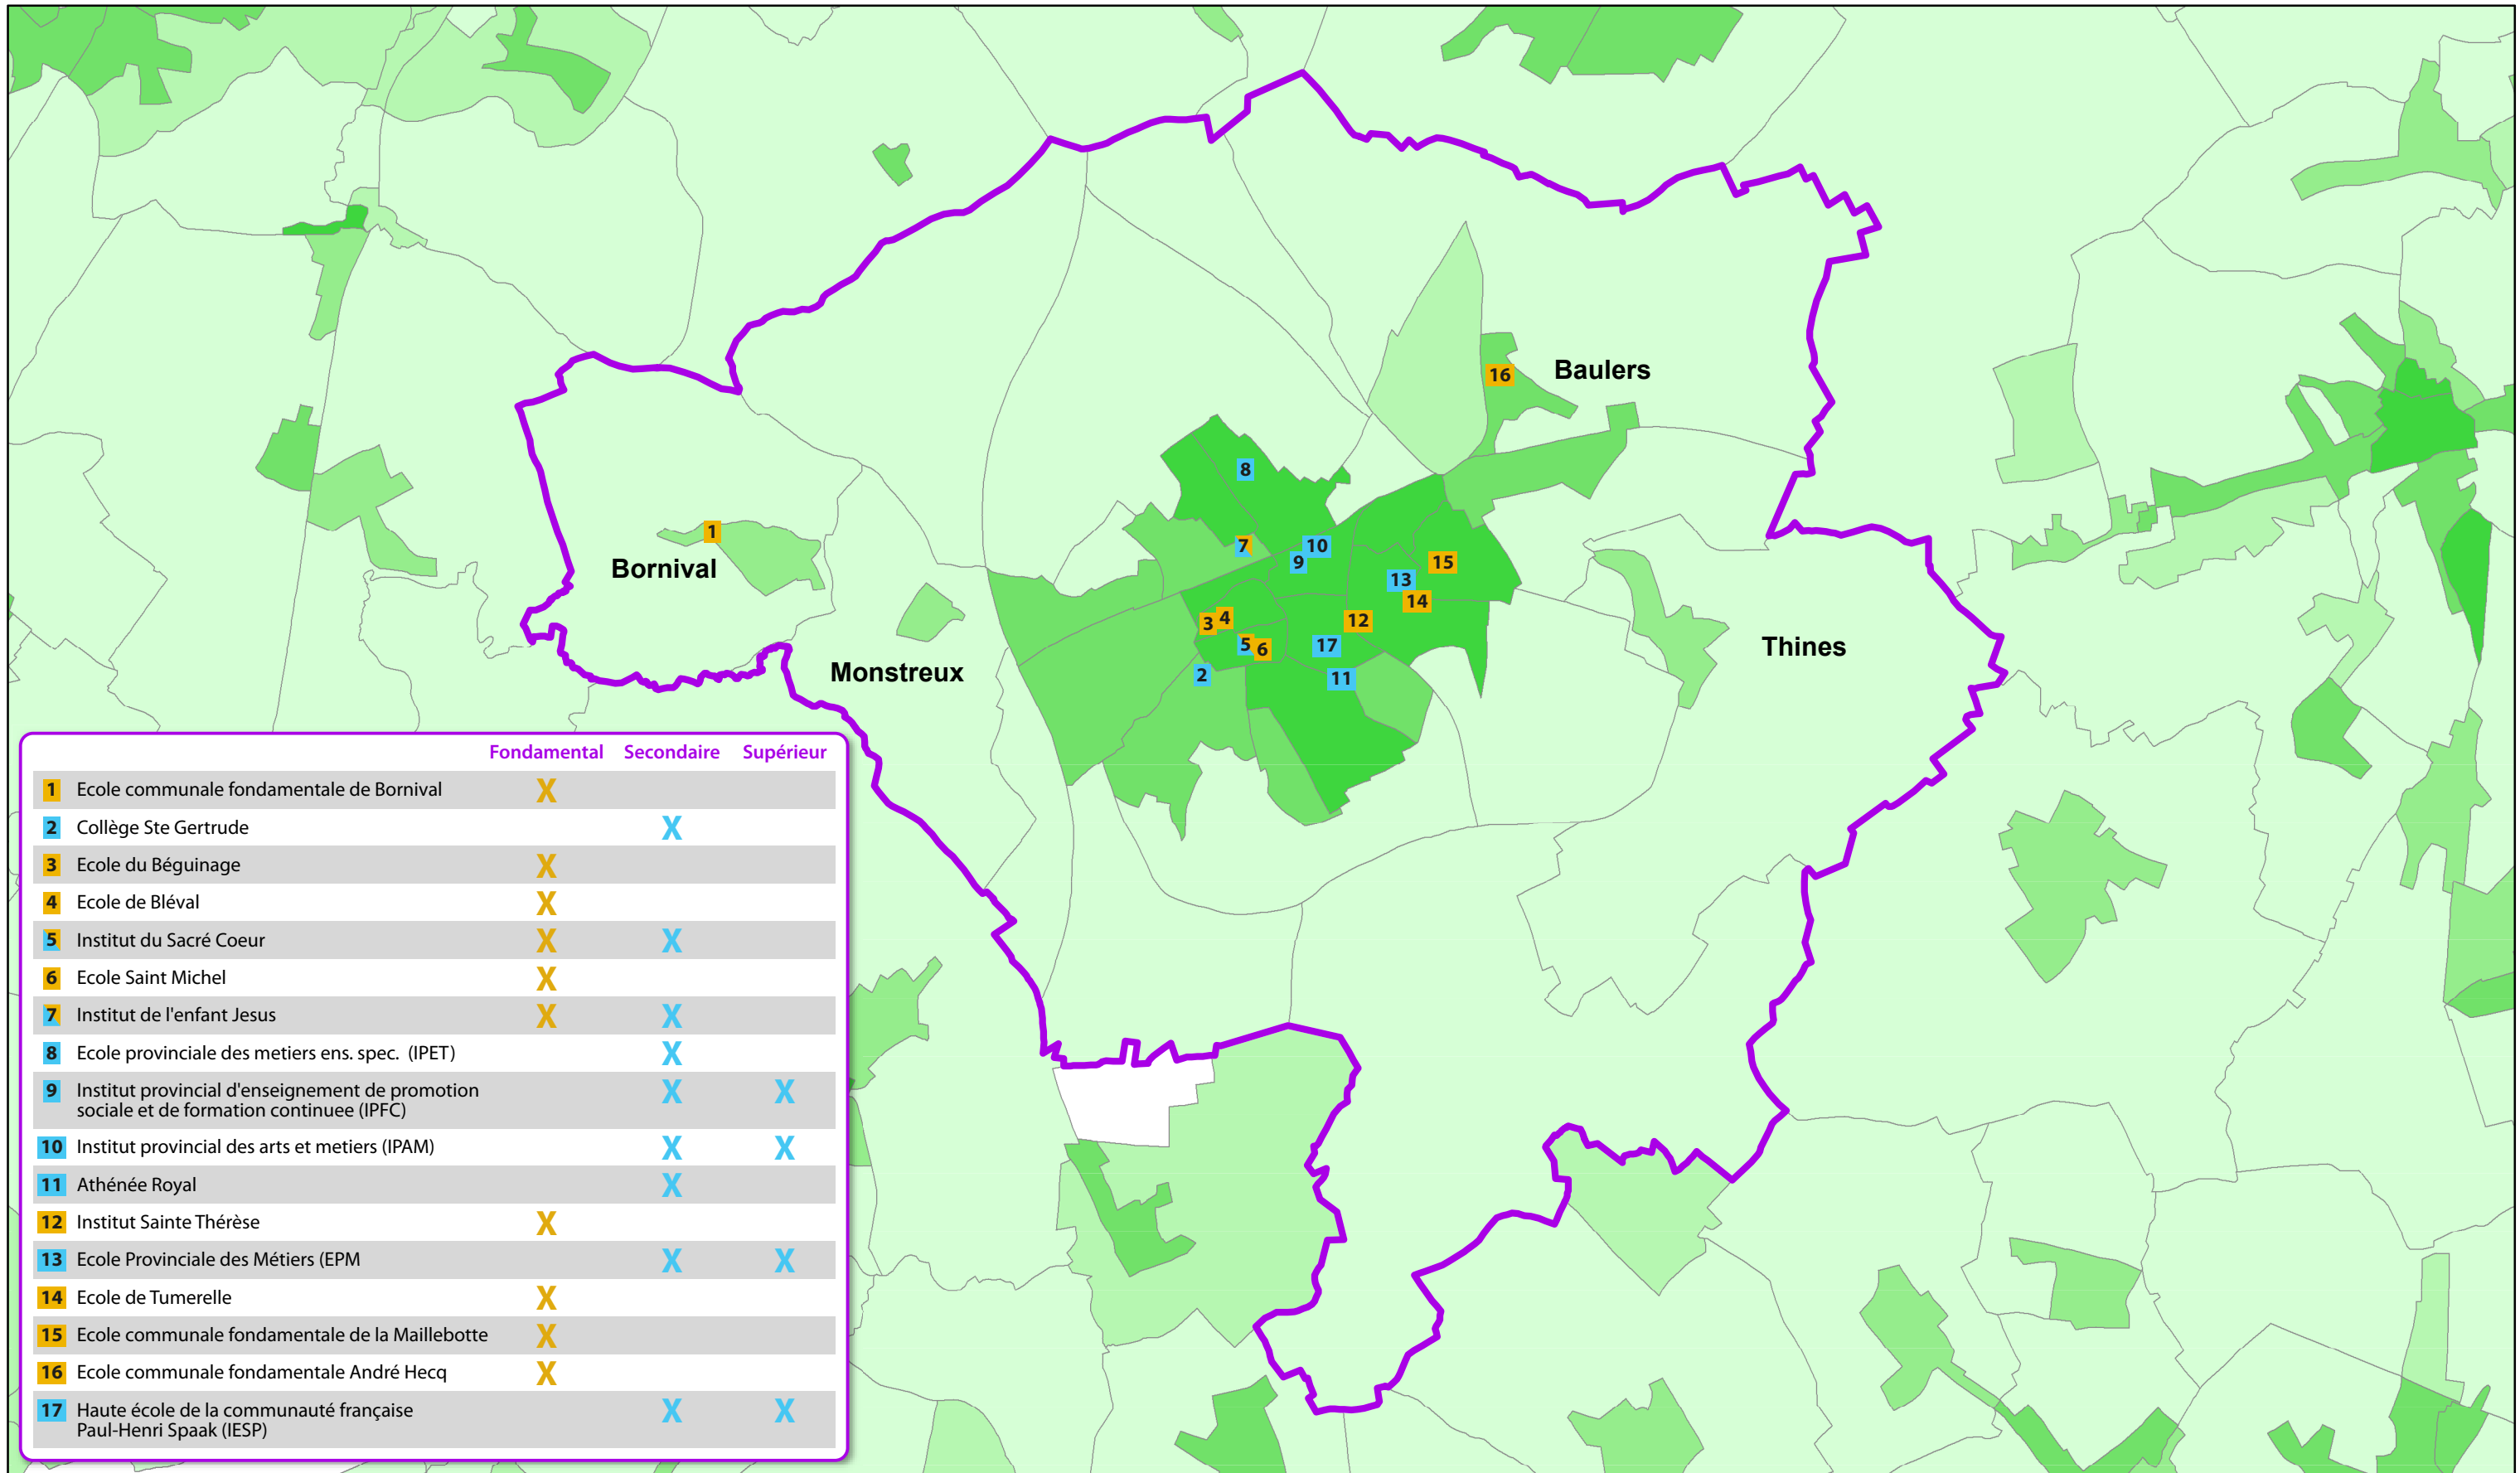 16
Baulers
8
1
7
10
9
15
13
14
Bornival
3
4
12
5
6
17
Thines
Monstreux
2
11
Fondamental Secondaire Supérieur
1 Ecole communale fondamentale de Bornival X
2 Collège Ste Gertrude X
3 Ecole du Béguinage X
4 Ecole de Bléval X
5 Institut du Sacré Coeur X X
6 Ecole Saint Michel X
7 Institut de l'enfant Jesus X X
8 Ecole provinciale des metiers ens. spec. (IPET) X
9 Institut provincial d'enseignement de promotion X X
sociale et de formation continuee (IPFC)
10 Institut provincial des arts et metiers (IPAM) X X
11 Athénée Royal X
12 Institut Sainte Thérèse X
13 Ecole Provinciale des Métiers (EPM X X
14 Ecole de Tumerelle X
15 Ecole communale fondamentale de la Maillebotte X
16 Ecole communale fondamentale André Hecq X
17 Haute école de la communauté française X X
Paul-Henri Spaak (IESP)